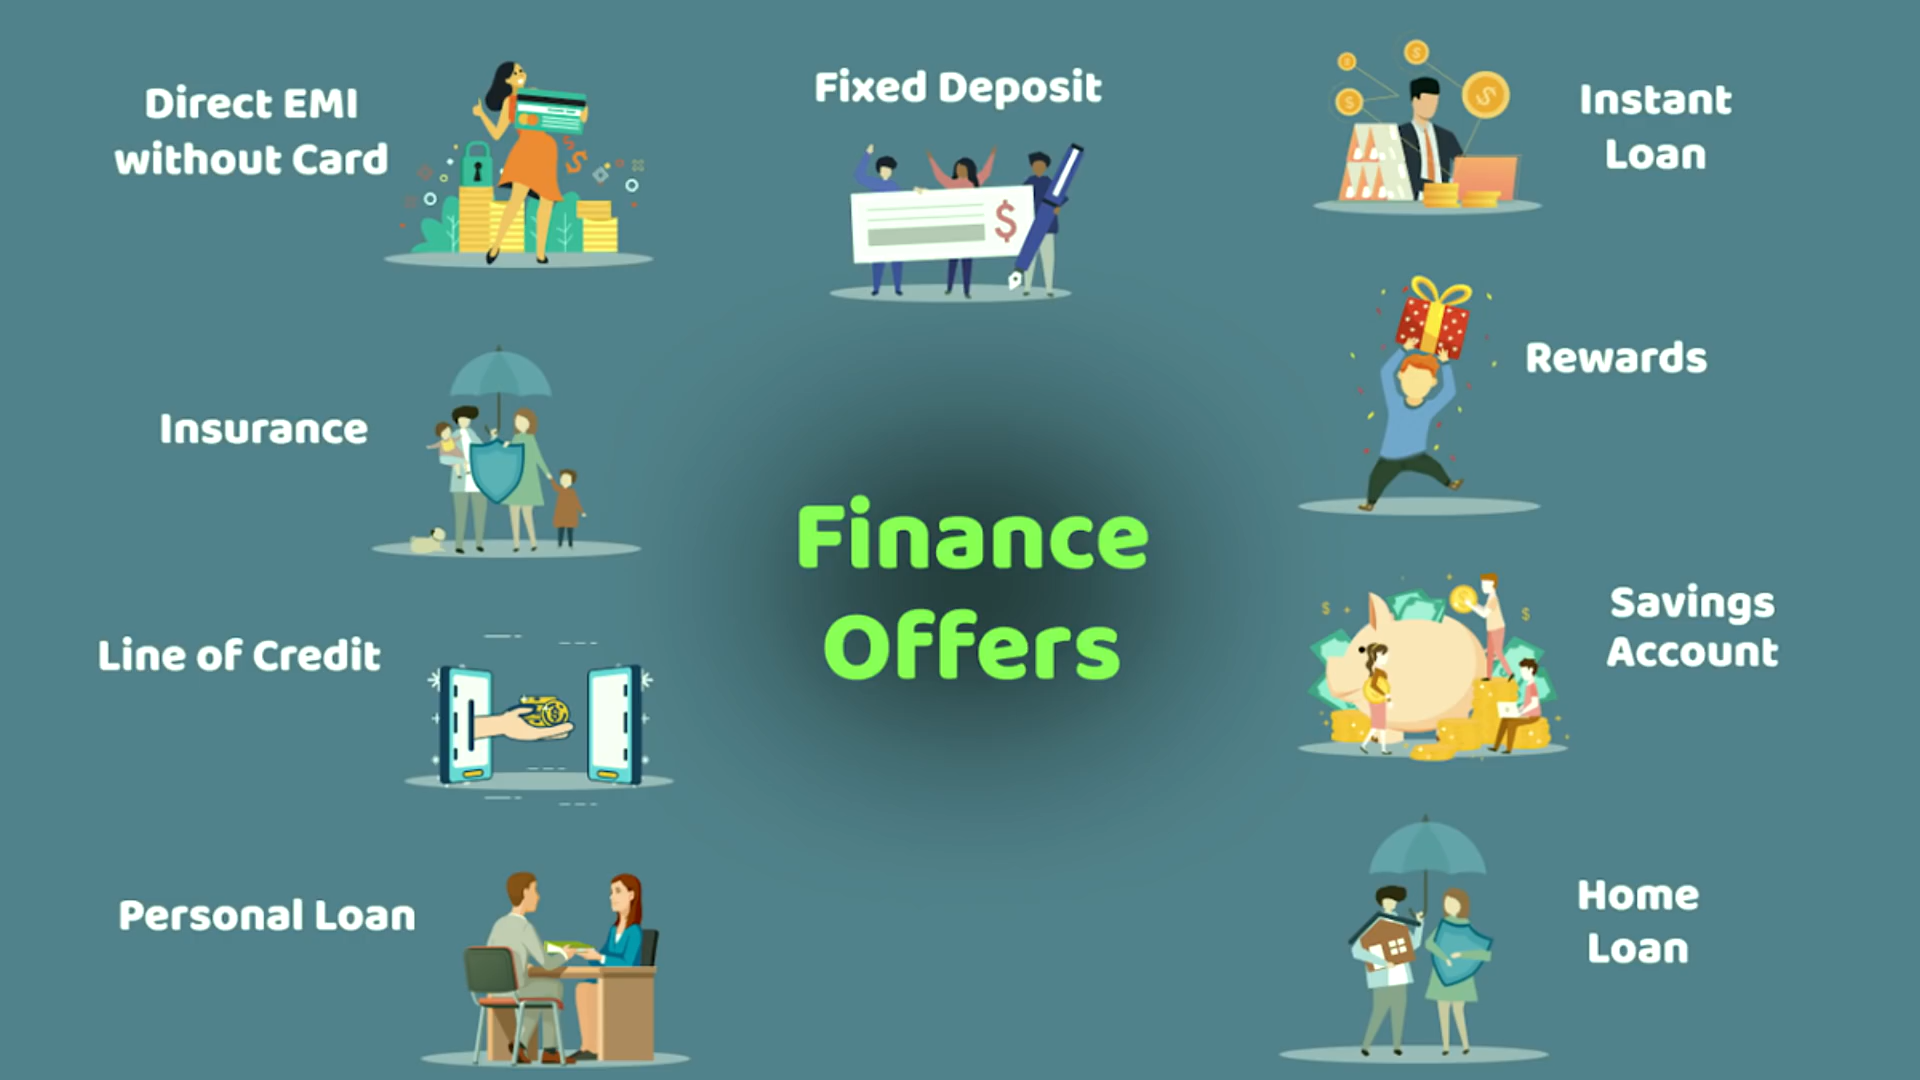 Direct EMI
without Card
Fixed Deposit
Instant
Loan
Rewards
Insurance
Finance
Offers
Line of Credit
Savings
Account
Personal Loan
Home
Loan